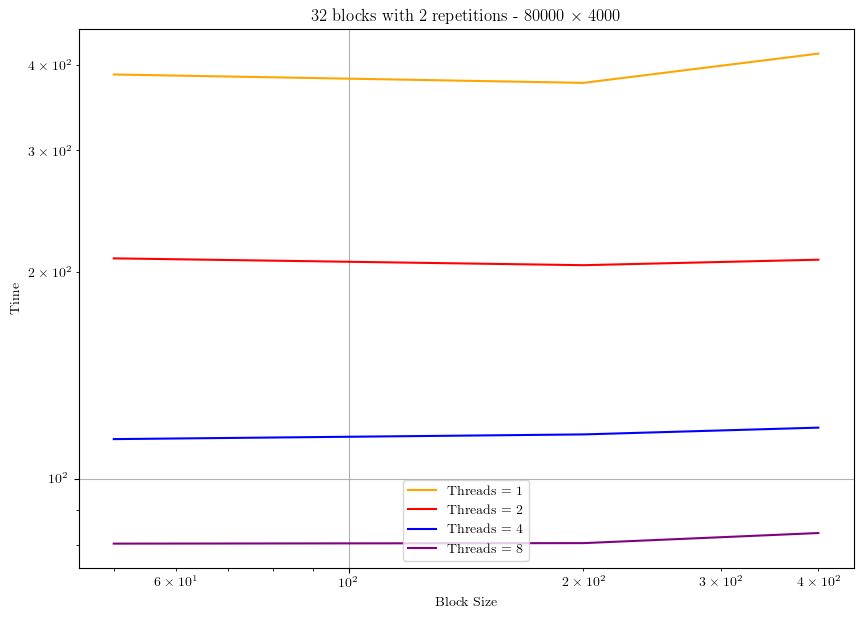 32 blocks with 2 repetitions - 80000 × 4000
4 × 10²
3 × 10²
2 × 10²
10²
Time
Threads = 1
Threads = 2
Threads = 4
Threads = 8
6 × 10¹ 10² 2 × 10² 3 × 10² 4 × 10²
Block Size